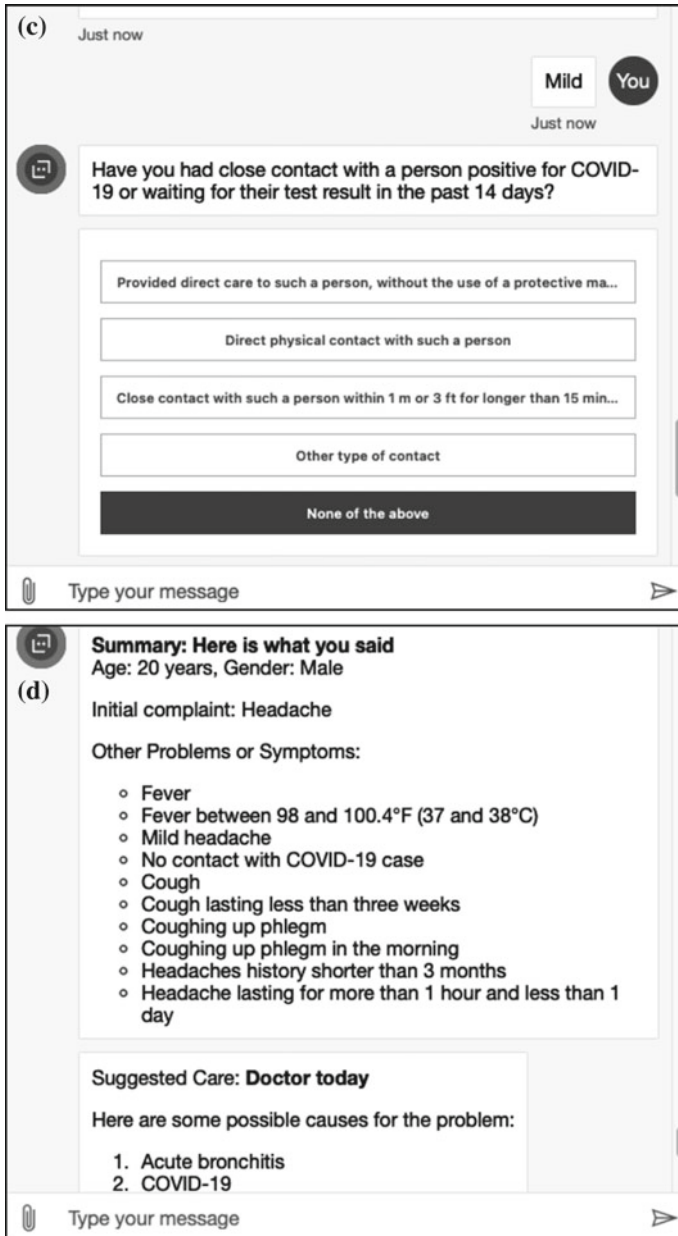 (c)
Just now
Mild
You
Just now
Have you had close contact with a person positive for COVID-
19 or waiting for their test result in the past 14 days?
Provided direct care to such a person, without the use of a protective ma...
Direct physical contact with such a person
Close contact with such a person within 1 m or 3 ft for longer than 15 min...
Other type of contact
None of the above
Type your message
(d)
Summary: Here is what you said
Age: 20 years, Gender: Male
Initial complaint: Headache
Other Problems or Symptoms:
Fever
Fever between 98 and 100.4°F (37 and 38°C)
Mild headache
No contact with COVID-19 case
Cough
Cough lasting less than three weeks
Coughing up phlegm
Coughing up phlegm in the morning
Headaches history shorter than 3 months
Headache lasting for more than 1 hour and less than 1
day
Suggested Care: Doctor today
Here are some possible causes for the problem:
1. Acute bronchitis
2. COVID-19
Type your message